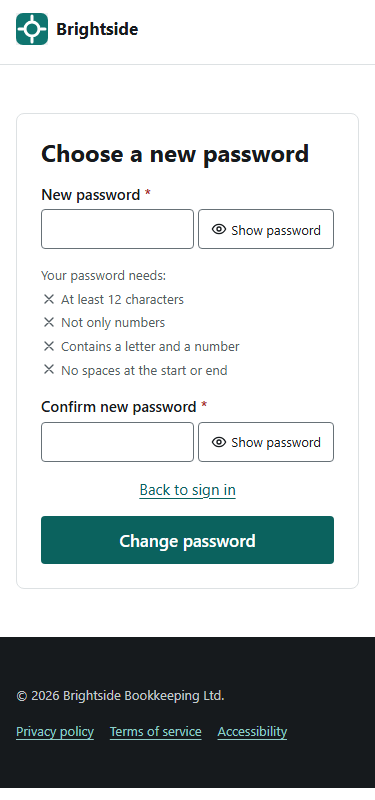 Brightside
Choose a new password
New password *
Show password
Your password needs:
At least 12 characters
Not only numbers
Contains a letter and a number
No spaces at the start or end
Confirm new password *
Show password
Back to sign in
Change password
© 2026 Brightside Bookkeeping Ltd.
Privacy policy Terms of service Accessibility